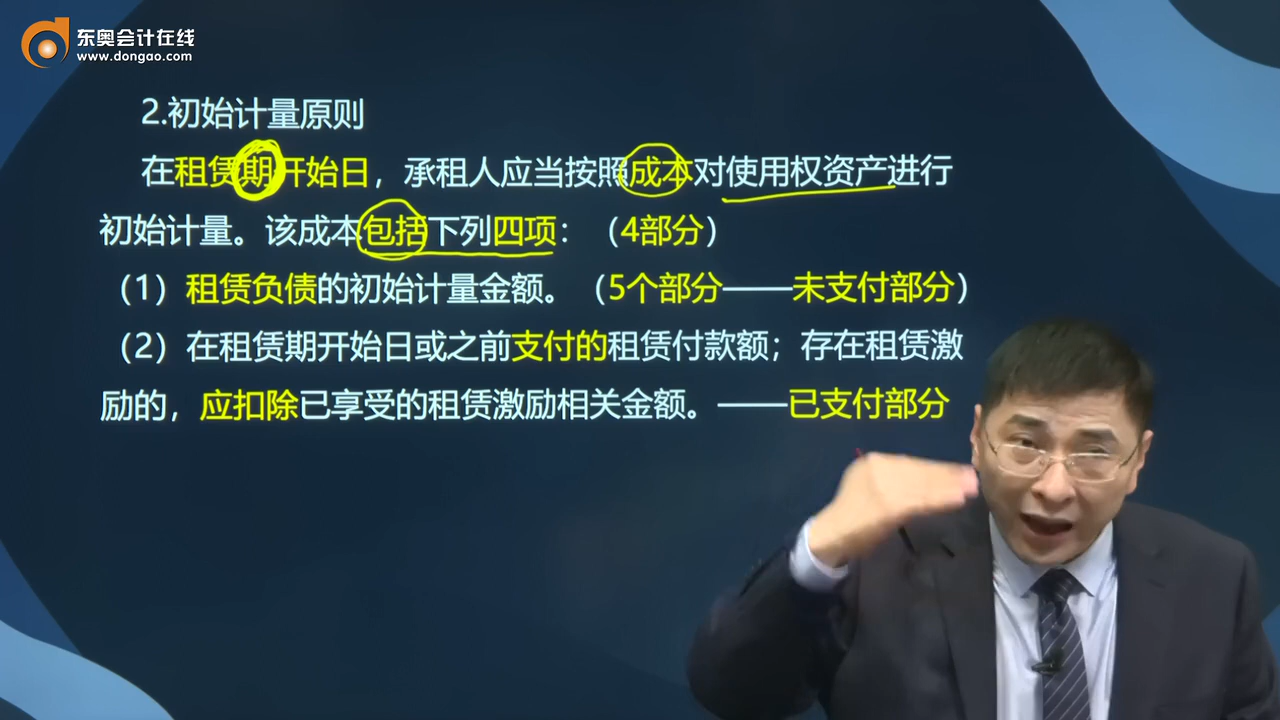 东奥会计在线
www.dongao.com
2.初始计量原则
在租赁期开始日，承租人应当按照成本对使用权资产进行
初始计量。该成本包括下列四项：（4部分）
（1）租赁负债的初始计量金额。（5个部分——未支付部分）
（2）在租赁期开始日或之前支付的租赁付款额；存在租赁激
励的，应扣除已享受的租赁激励相关金额。——已支付部分